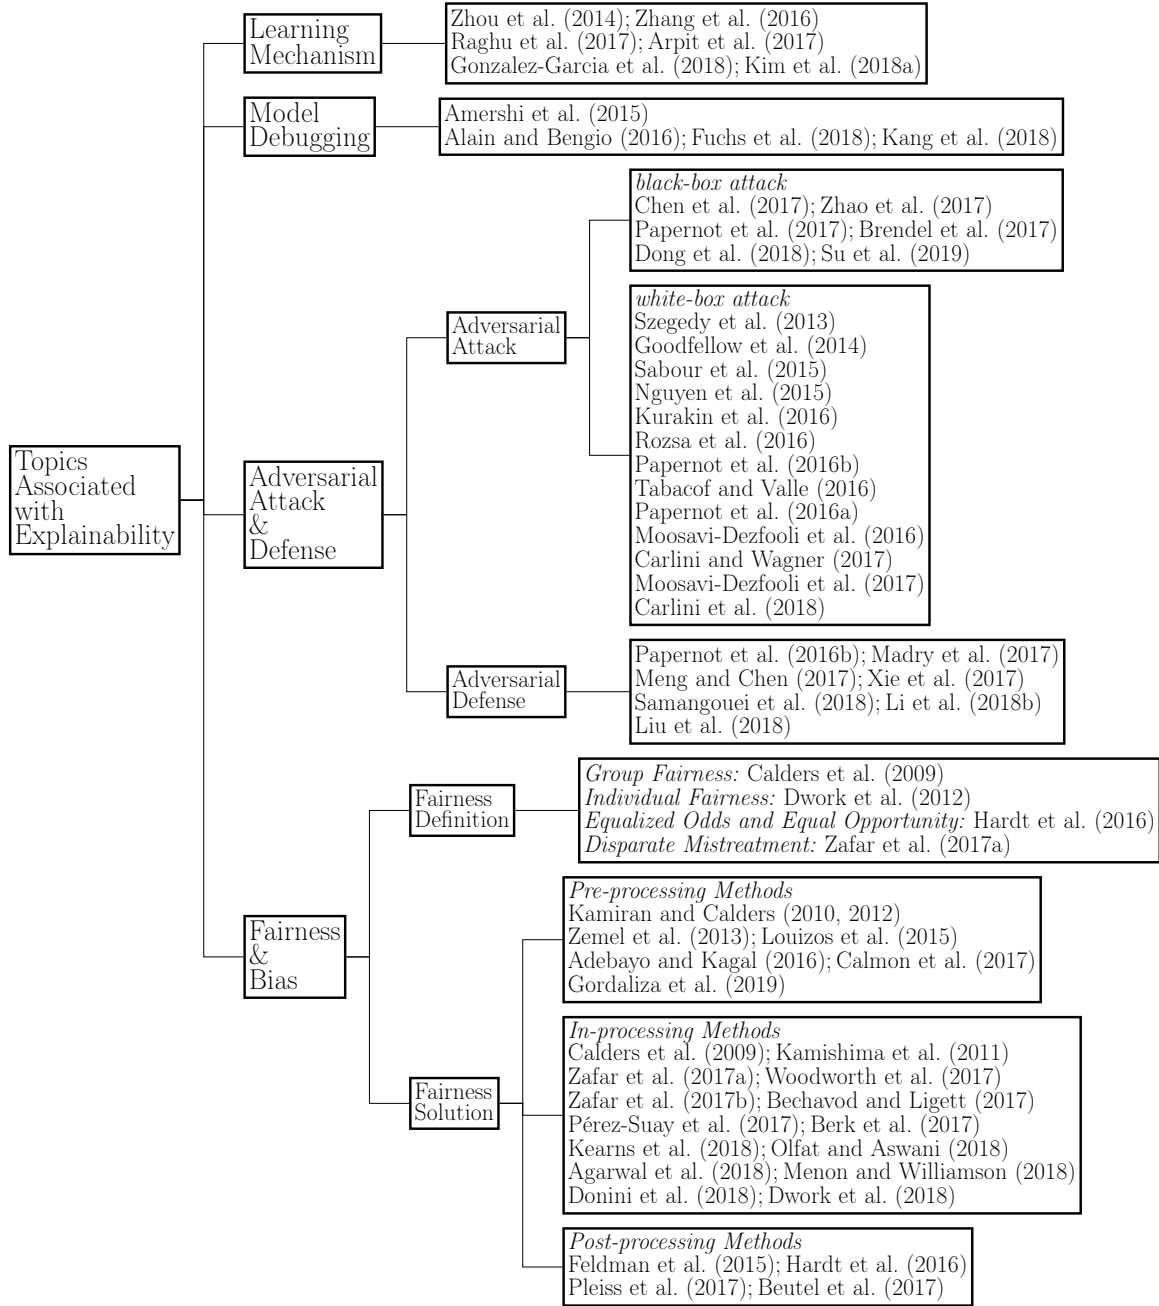 Learning
Mechanism
Zhou et al. (2014); Zhang et al. (2016)
Raghu et al. (2017); Arpit et al. (2017)
Gonzalez-Garcia et al. (2018); Kim et al. (2018a)
Model
Debugging
Amershi et al. (2015)
Alain and Bengio (2016); Fuchs et al. (2018); Kang et al. (2018)
Topics
Associated
with
Explainability
Adversarial
Attack
&
Defense
Adversarial
Attack
black-box attack
Chen et al. (2017); Zhao et al. (2017)
Papernot et al. (2017); Brendel et al. (2017)
Dong et al. (2018); Su et al. (2019)
white-box attack
Szegedy et al. (2013)
Goodfellow et al. (2014)
Sabour et al. (2015)
Nguyen et al. (2015)
Kurakin et al. (2016)
Rozsa et al. (2016)
Papernot et al. (2016b)
Tabacof and Valle (2016)
Papernot et al. (2016a)
Moosavi-Dezfooli et al. (2016)
Carlini and Wagner (2017)
Moosavi-Dezfooli et al. (2017)
Carlini et al. (2018)
Adversarial
Defense
Papernot et al. (2016b); Madry et al. (2017)
Meng and Chen (2017); Xie et al. (2017)
Samangouei et al. (2018); Li et al. (2018b)
Liu et al. (2018)
Fairness
&
Bias
Fairness
Definition
Group Fairness: Calders et al. (2009)
Individual Fairness: Dwork et al. (2012)
Equalized Odds and Equal Opportunity: Hardt et al. (2016)
Disparate Mistreatment: Zafar et al. (2017a)
Fairness
Solution
Pre-processing Methods
Kamiran and Calders (2010, 2012)
Zemel et al. (2013); Louizos et al. (2015)
Adebayo and Kagal (2016); Calmon et al. (2017)
Gordaliza et al. (2019)
In-processing Methods
Calders et al. (2009); Kamishima et al. (2011)
Zafar et al. (2017a); Woodworth et al. (2017)
Zafar et al. (2017b); Bechavod and Ligett (2017)
Pérez-Suay et al. (2017); Berk et al. (2017)
Kearns et al. (2018); Olfat and Aswani (2018)
Agarwal et al. (2018); Menon and Williamson (2018)
Donini et al. (2018); Dwork et al. (2018)
Post-processing Methods
Feldman et al. (2015); Hardt et al. (2016)
Pleiss et al. (2017); Beutel et al. (2017)